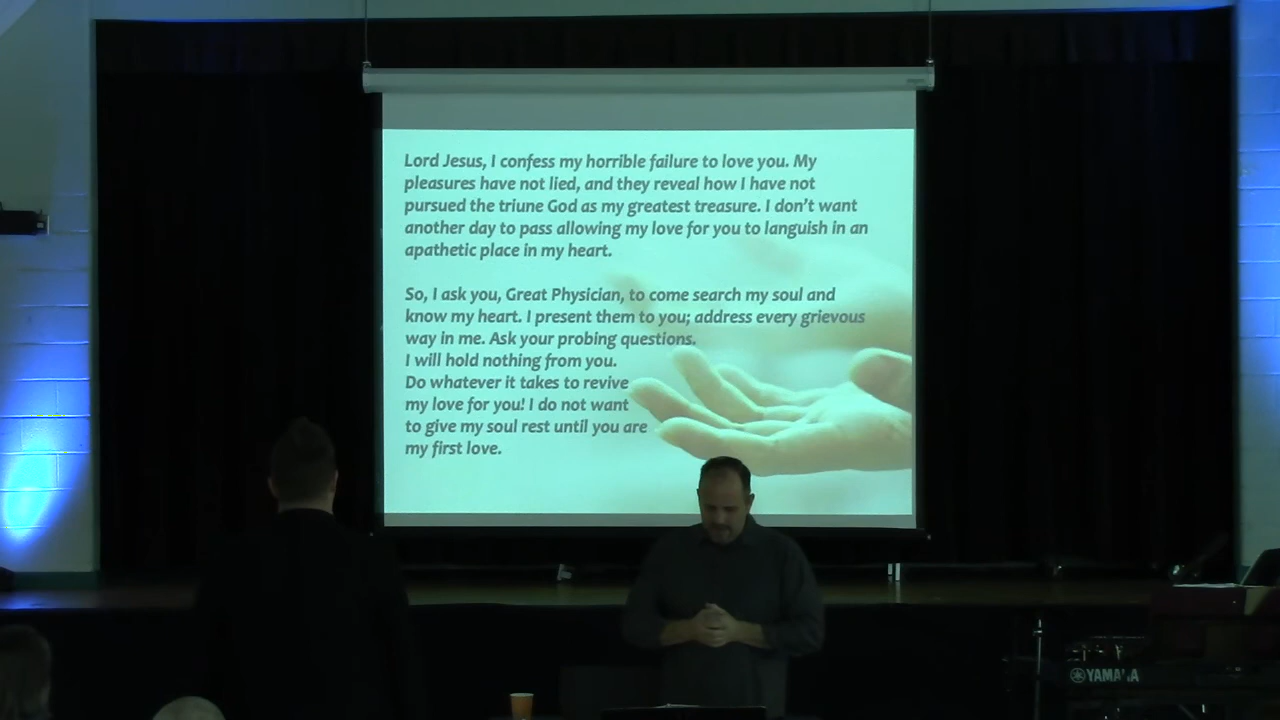 Lord Jesus, I confess my horrible failure to love you. My
pleasures have not lied, and they reveal how I have not
pursued the triune God as my greatest treasure. I don't want
another day to pass allowing my love for you to languish in an
apathetic place in my heart.
So, I ask you, Great Physician, to come search my soul and
know my heart. I present them to you; address every grievous
way in me. Ask your probing questions.
I will hold nothing from you.
Do whatever it takes to revive
my love for you! I do not want
to give my soul rest until you are
my first love.
YAMAHA